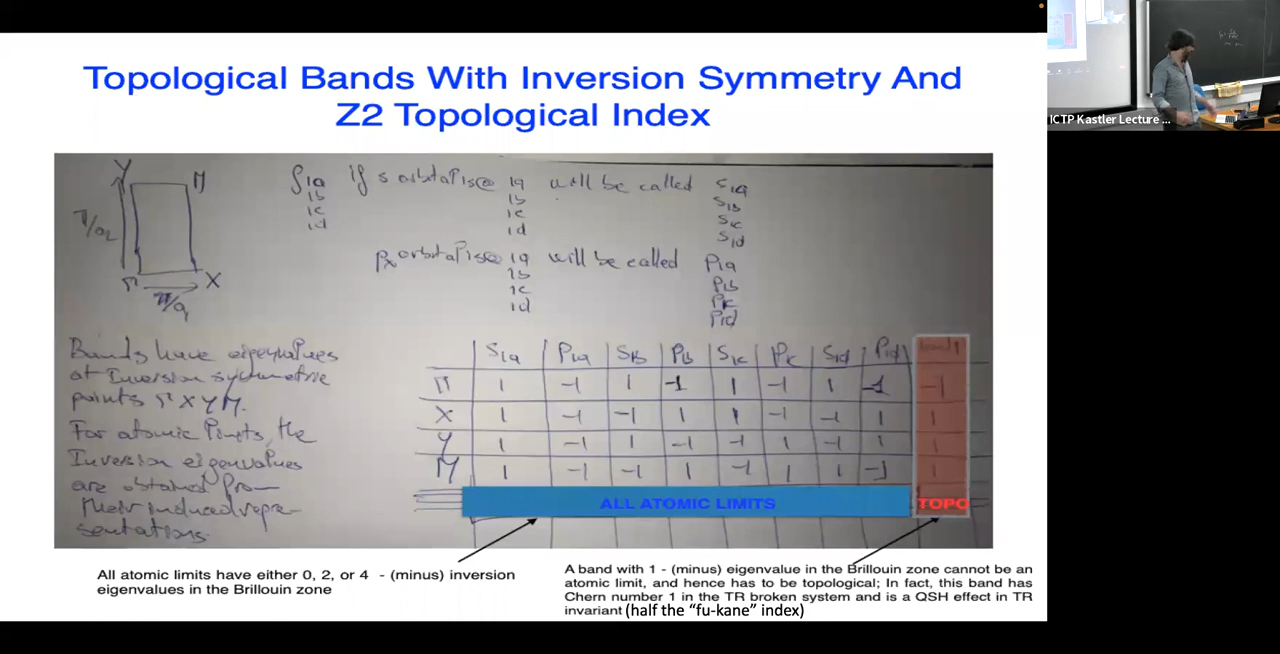 Topological Bands With Inversion Symmetry And
Z2 Topological Index
ICTP Kastler Lecture ...
Y M
π/a2
Γ X
π/a
S1a if s orbitals@ 1a will be called S1a
1b 1b S1b
1c 1c S1c
1d 1d S1d
Px orbitals@ 1a will be called P1a
1b P1b
1c P1c
1d P1d
Bands have eigenvalues
at Inversion symmetric
points Γ X Y M.
For atomic limits, the
Inversion eigenvalues
are obtained from
their induced repre-
sentations.
S1a P1a S1b P1b S1c P1c S1d P1d band 1
Γ 1 -1 1 -1 1 -1 1 -1 -1
X 1 -1 -1 1 1 -1 -1 1 1
Y 1 -1 1 -1 -1 1 -1 1 1
M 1 -1 -1 1 -1 1 1 -1 1
ALL ATOMIC LIMITS TOPO
All atomic limits have either 0, 2, or 4 - (minus) inversion
eigenvalues in the Brillouin zone
A band with 1 - (minus) eigenvalue in the Brillouin zone cannot be an
atomic limit, and hence has to be topological; In fact, this band has
Chern number 1 in the TR broken system and is a QSH effect in TR
invariant (half the "fu-kane" index)